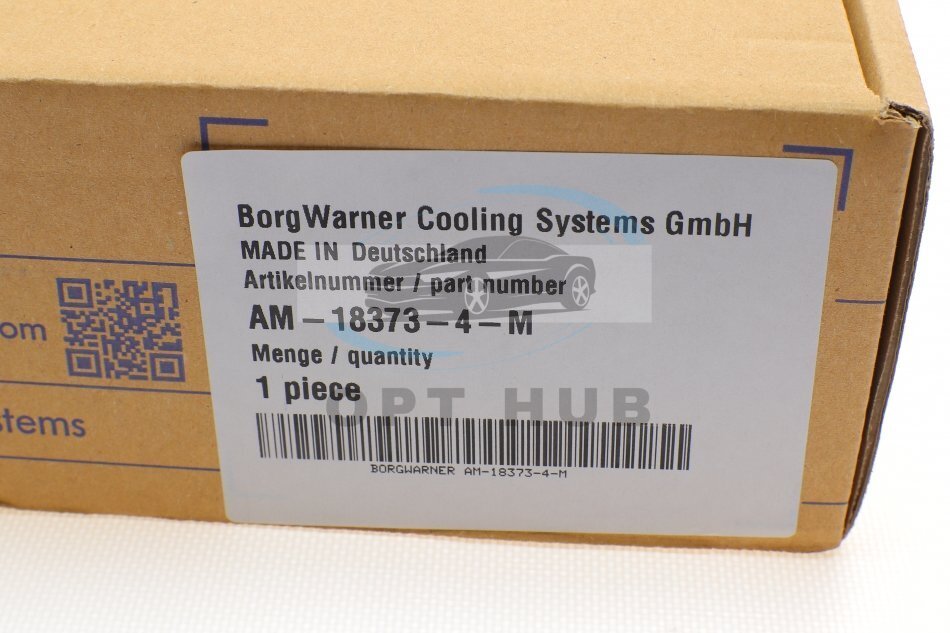 BorgWarner Cooling Systems GmbH
MADE IN Deutschland
Artikelnummer / part number
AM-18373-4-M
Menge / quantity
1 piece
OPT HUB
BORGWARNER AM-18373-4-M
om
stems